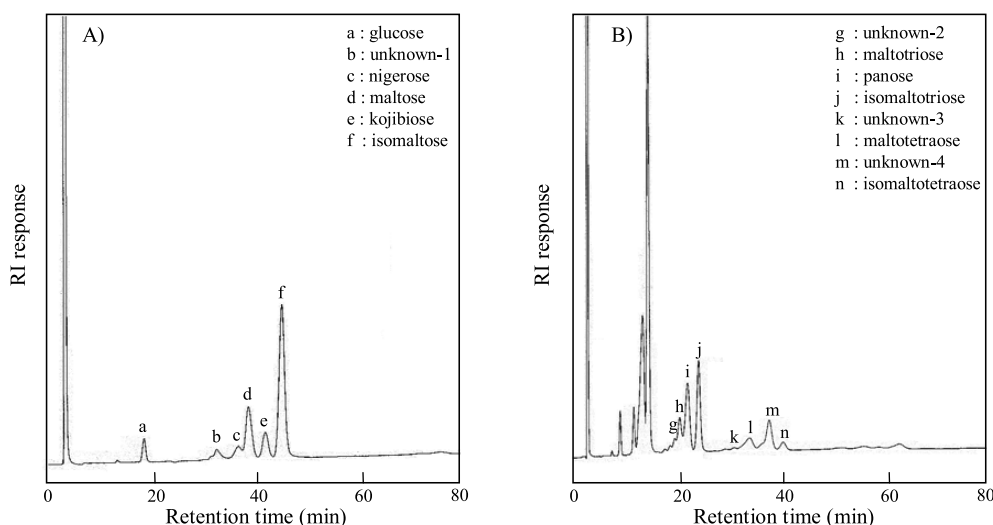 A)
a : glucose
b : unknown-1
c : nigerose
d : maltose
e : kojibiose
f : isomaltose
RI response
a
b
c
d
e
f
0 20 40 60 80
Retention time (min)
B)
g : unknown-2
h : maltotriose
i : panose
j : isomaltotriose
k : unknown-3
l : maltotetraose
m : unknown-4
n : isomaltotetraose
RI response
g
h
i
j
k
l
m
n
0 20 40 60 80
Retention time (min)